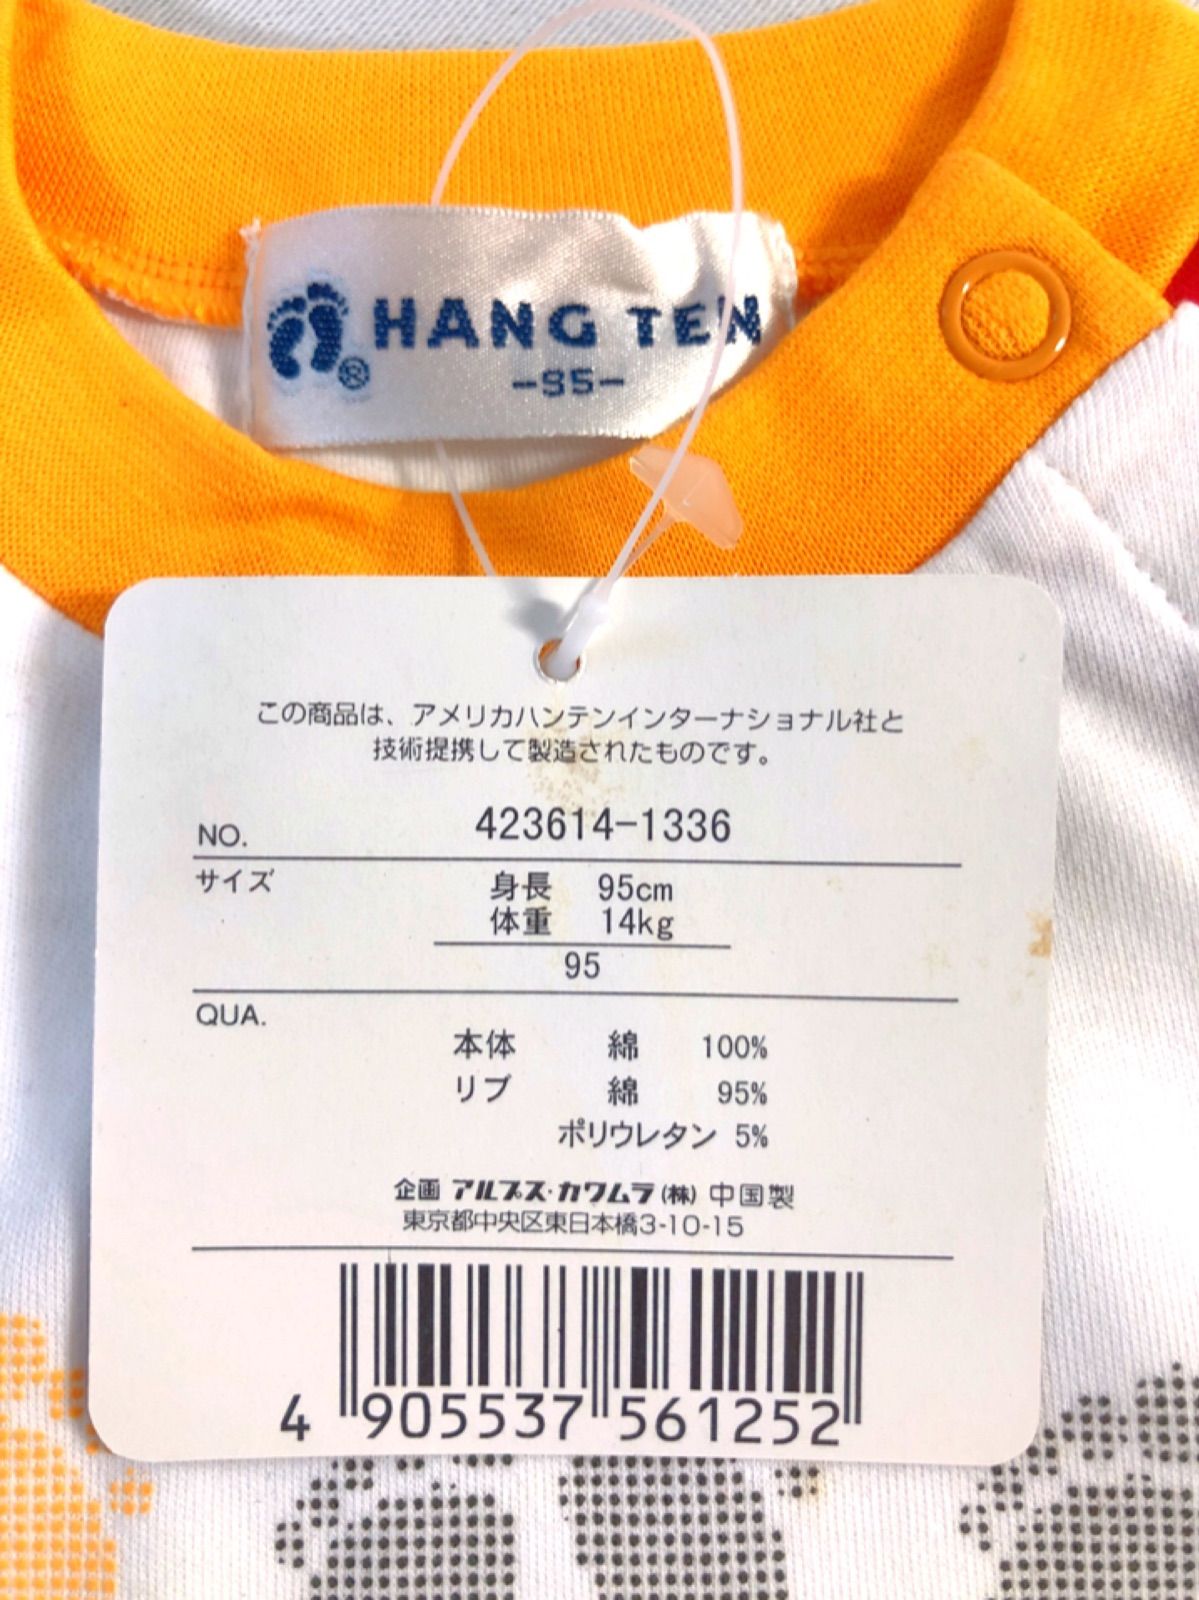 ® HANG TEN
-95-
この商品は、アメリカハンテンインターナショナル社と
技術提携して製造されたものです。
NO. 423614-1336
サイズ 身長 95cm
体重 14kg
95
QUA.
本体 綿 100%
リブ 綿 95%
ポリウレタン 5%
企画 アルプス・カワムラ(株) 中国製
東京都中央区東日本橋3-10-15
4 905537 561252